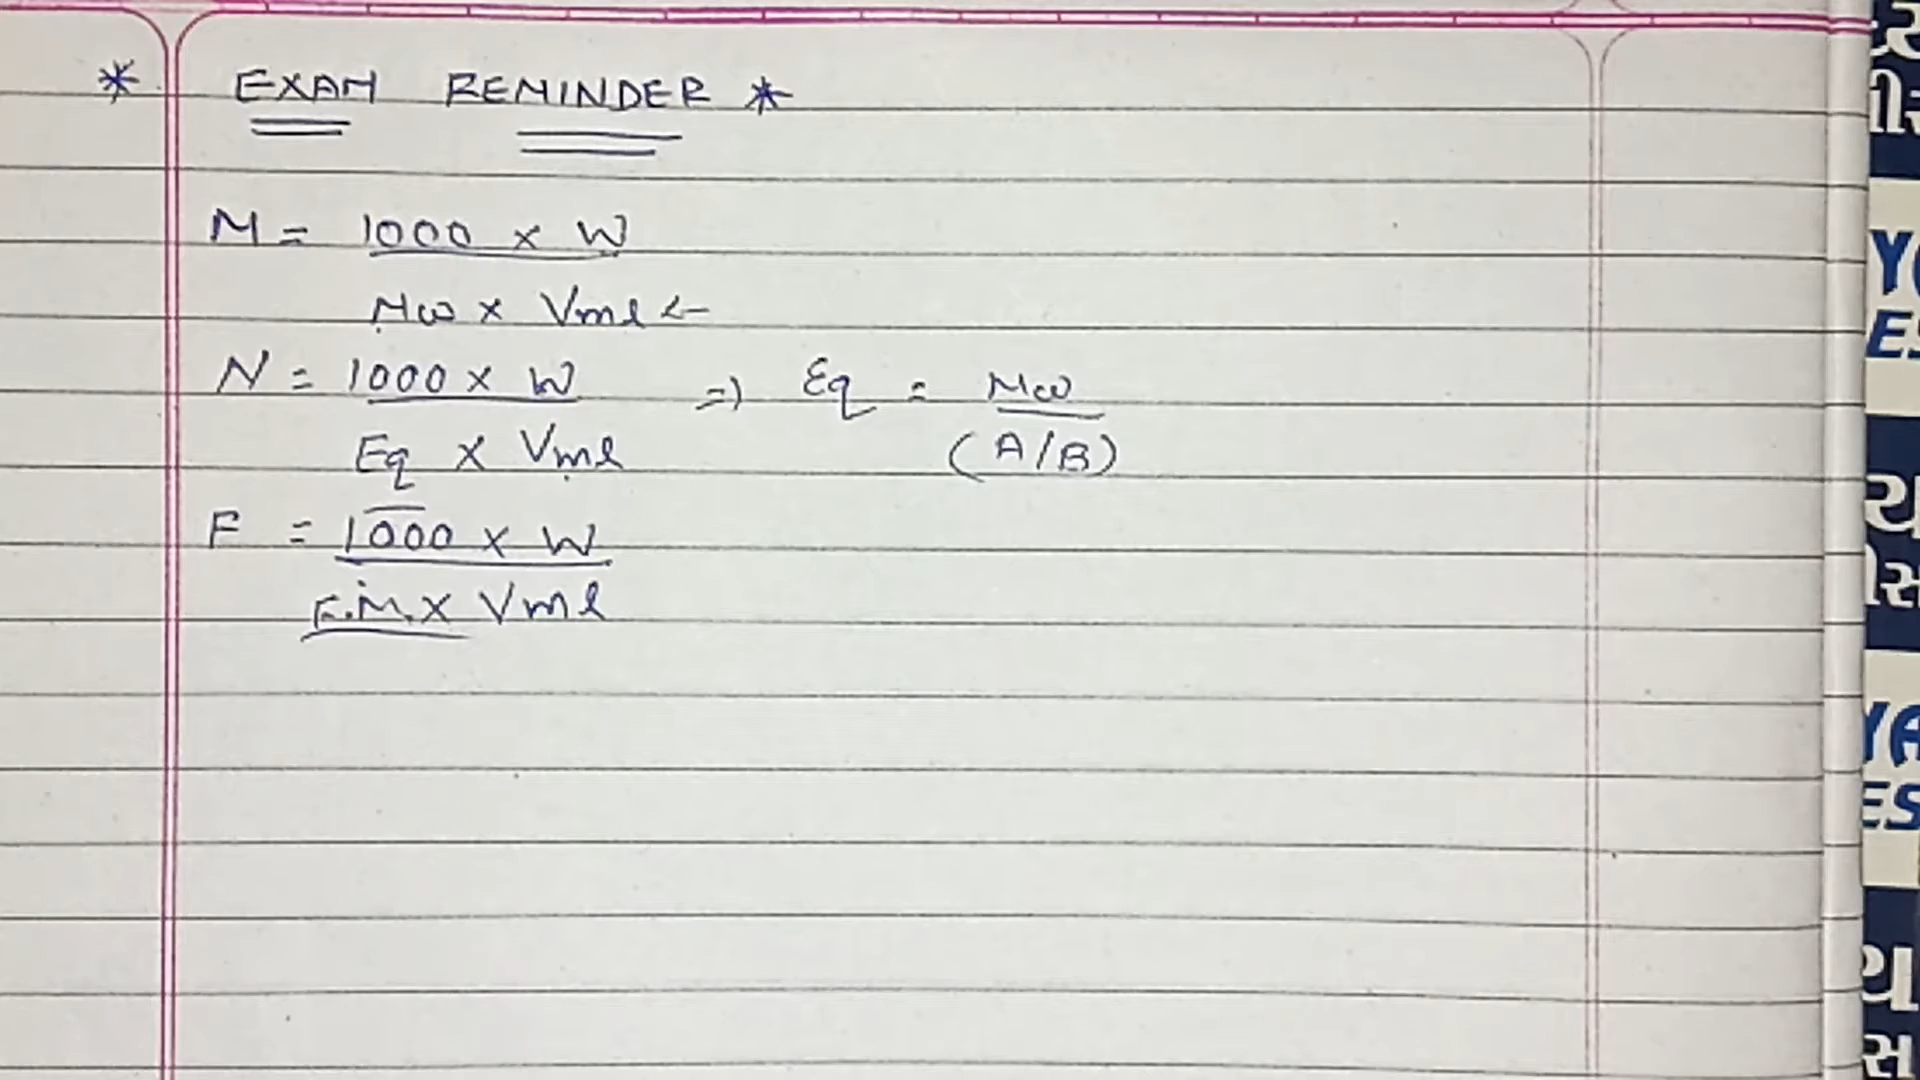 * EXAM REMINDER *
M = 1000 x W
Mw x Vml <-
N = 1000 x W => Eq = Mw
Eq x Vml (A/B)
F = 1000 x W
F.M. x Vml